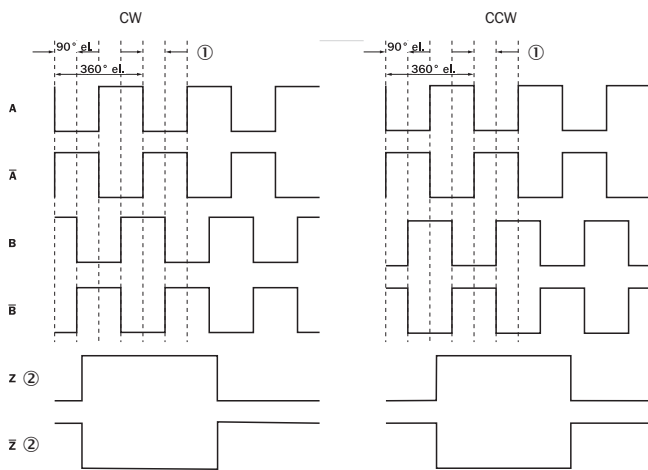 CW CCW
90° el. ① 90° el. ①
360° el. 360° el.
A
A̅
B
B̅
Z ②
Z̅ ②